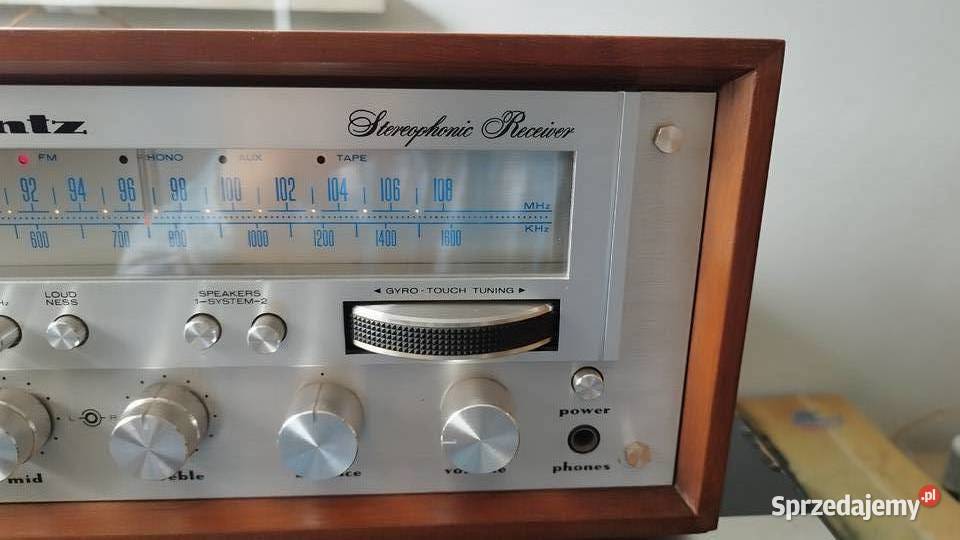 ntz
Stereophonic Receiver
FM PHONO AUX TAPE
92 94 96 98 100 102 104 106 108
MHz
KHz
600 700 800 1000 1200 1400 1600
LOUD
NESS
SPEAKERS
1-SYSTEM-2
◄ GYRO-TOUCH TUNING ►
L R
power
mid
phones
Sprzedajemy.pl